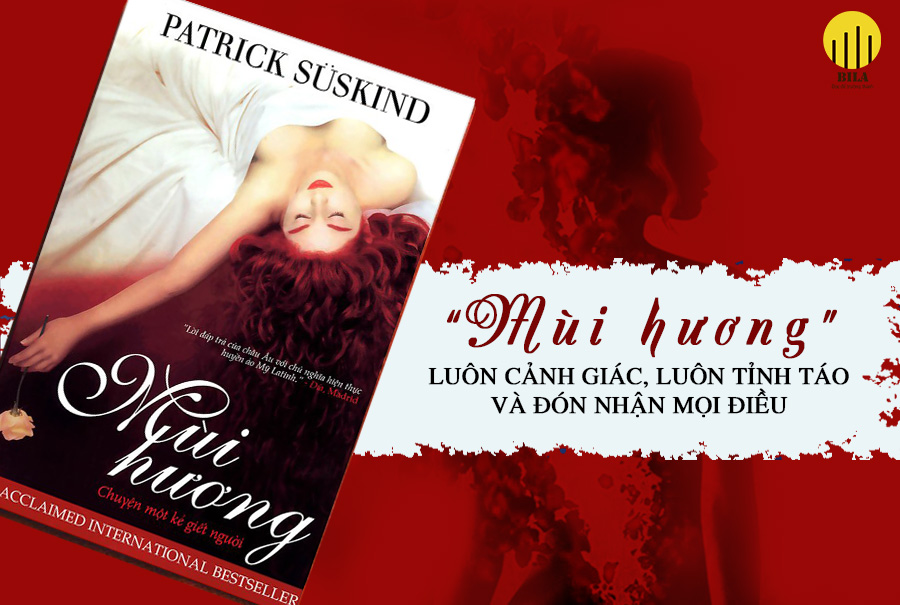 PATRICK SÜSKIND
"Lời đáp trả của châu Âu với chủ nghĩa hiện thực
huyền ảo Mỹ Latinh." - Dia, Madrid
Mùi
hương
Chuyện một kẻ giết người
ACCLAIMED INTERNATIONAL BESTSELLER
BILA
"Mùi hương"
LUÔN CẢNH GIÁC, LUÔN TỈNH TÁO
VÀ ĐÓN NHẬN MỌI ĐIỀU